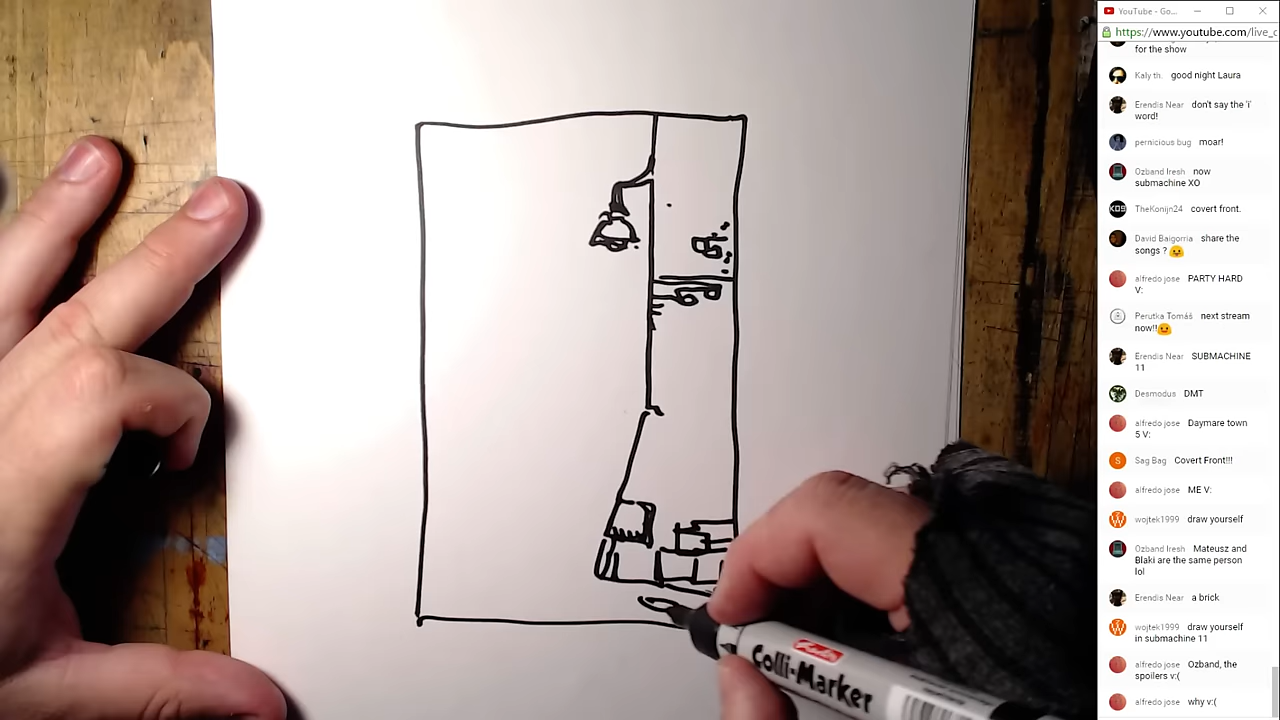 YouTube - Go...
https://www.youtube.com/live_c
for the show
Kaly th. good night Laura
Erendis Near don't say the 'i'
word!
pernicious bug moar!
Ozband Iresh now
submachine XO
TheKonijn24 covert front.
David Baigorria share the
songs ?
alfredo jose PARTY HARD
V:
Perutka Tomáš next stream
now!!
Erendis Near SUBMACHINE
11
Desmodus DMT
alfredo jose Daymare town
5 V:
Sag Bag Covert Front!!!
alfredo jose ME V:
wojtek1999 draw yourself
Ozband Iresh Mateusz and
Blaki are the same person
lol
Erendis Near a brick
wojtek1999 draw yourself
in submachine 11
alfredo jose Ozband, the
spoilers v:(
alfredo jose why v:(
Colli-Marker